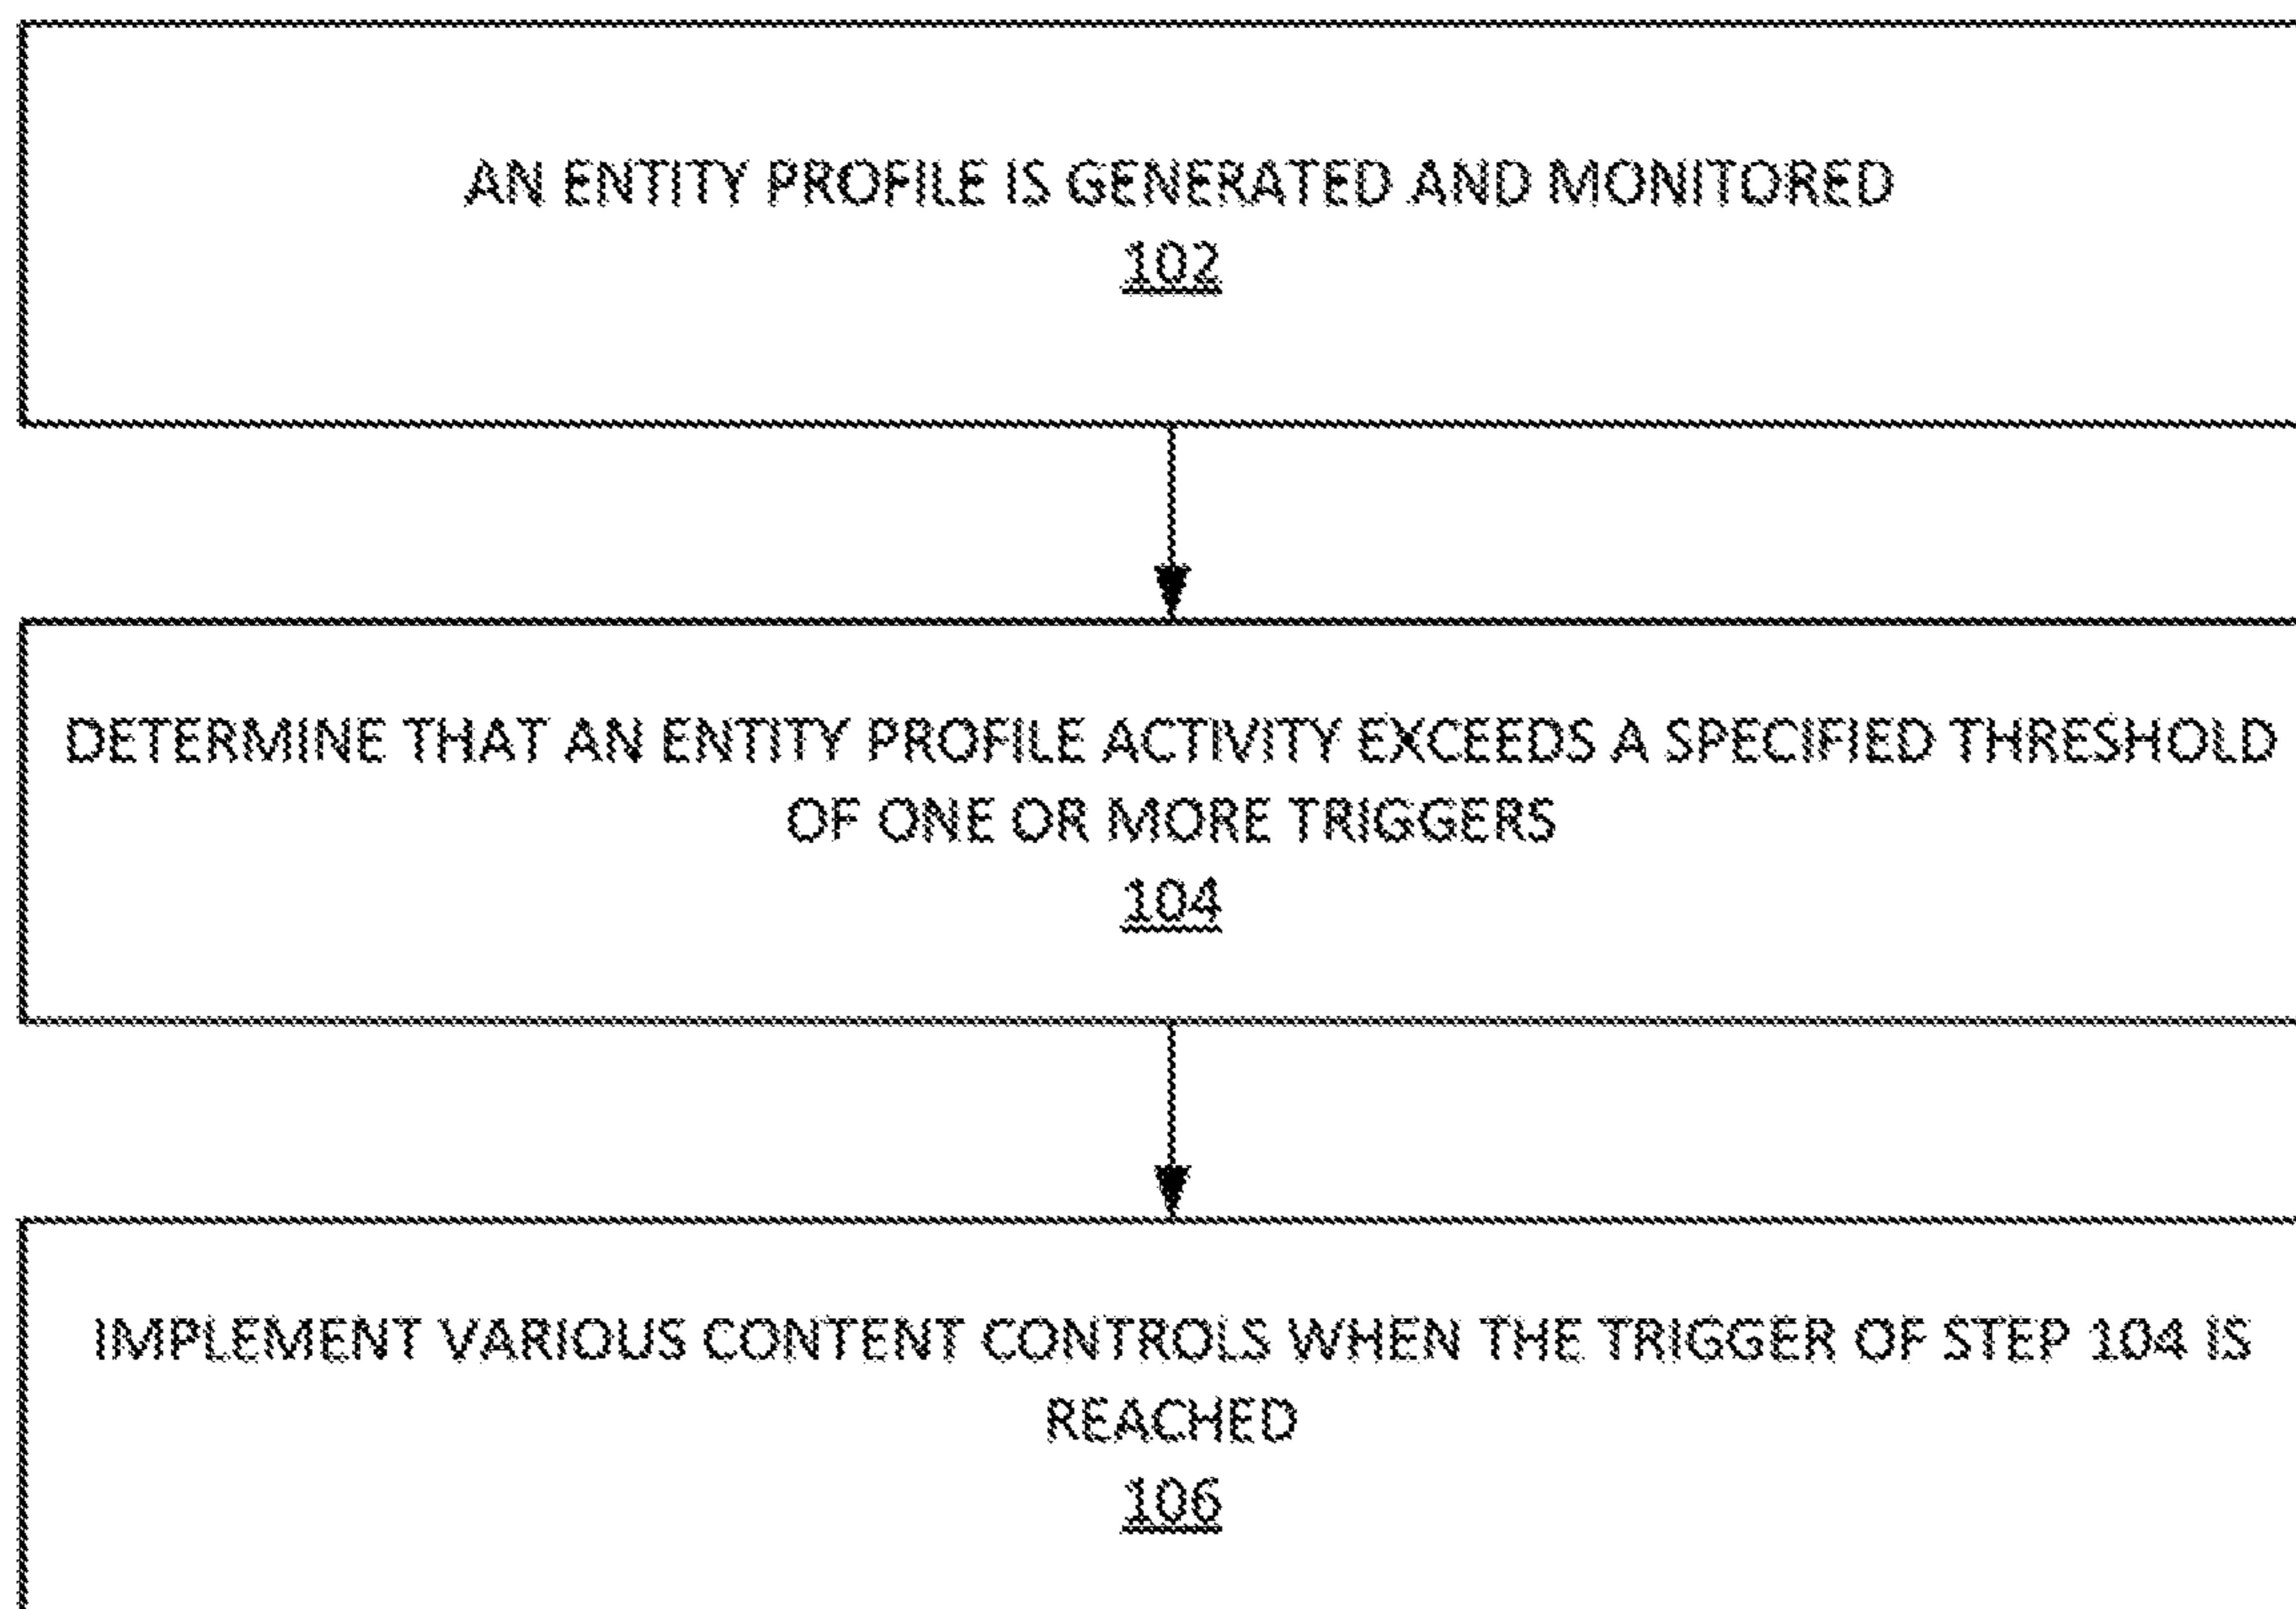 AN ENTITY PROFILE IS GENERATED AND MONITORED
102
DETERMINE THAT AN ENTITY PROFILE ACTIVITY EXCEEDS A SPECIFIED THRESHOLD
OF ONE OR MORE TRIGGERS
104
IMPLEMENT VARIOUS CONTENT CONTROLS WHEN THE TRIGGER OF STEP 104 IS
REACHED
106